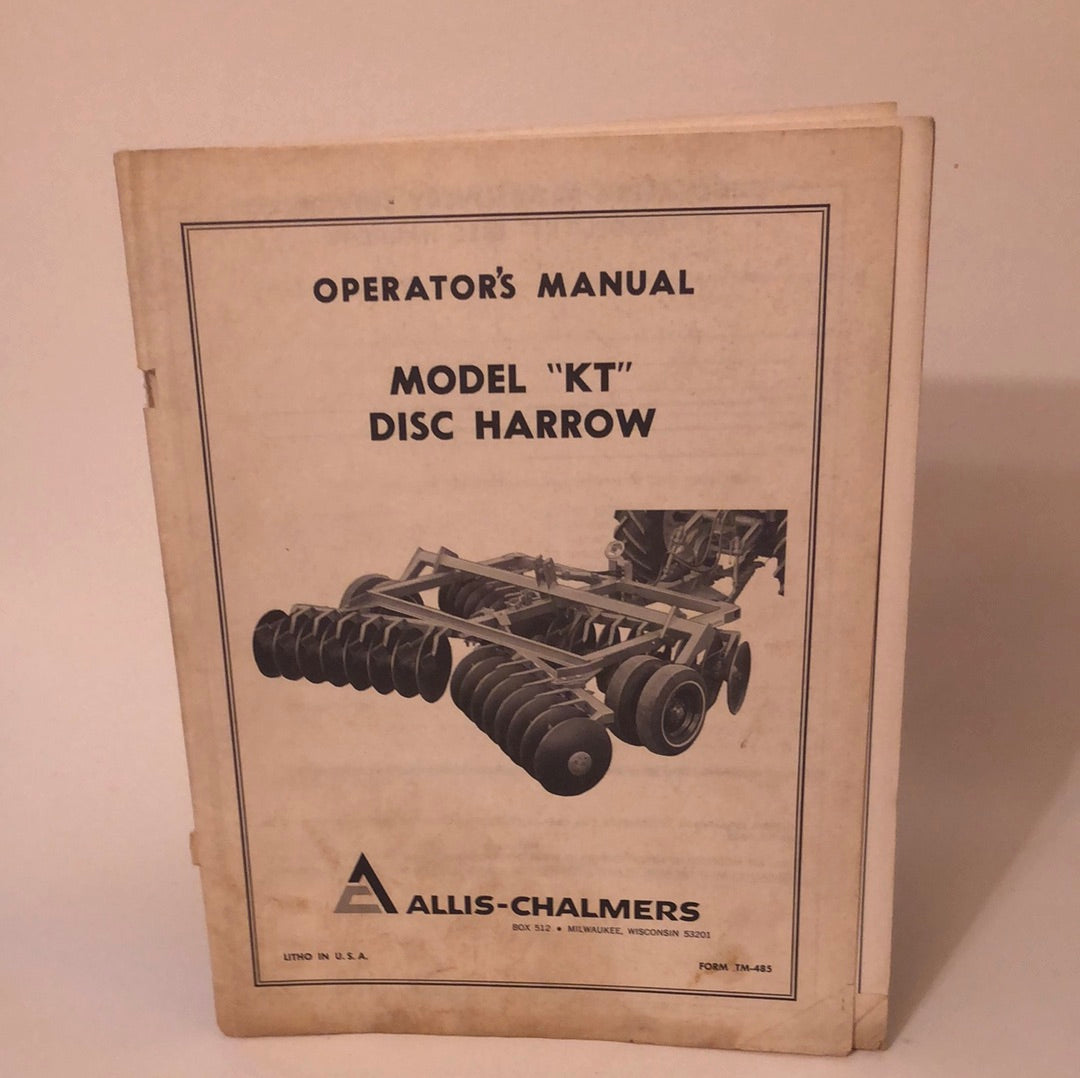 OPERATOR'S MANUAL
MODEL "KT"
DISC HARROW
ALLIS-CHALMERS
BOX 512 • MILWAUKEE, WISCONSIN 53201
LITHO IN U. S. A.
FORM TM-485